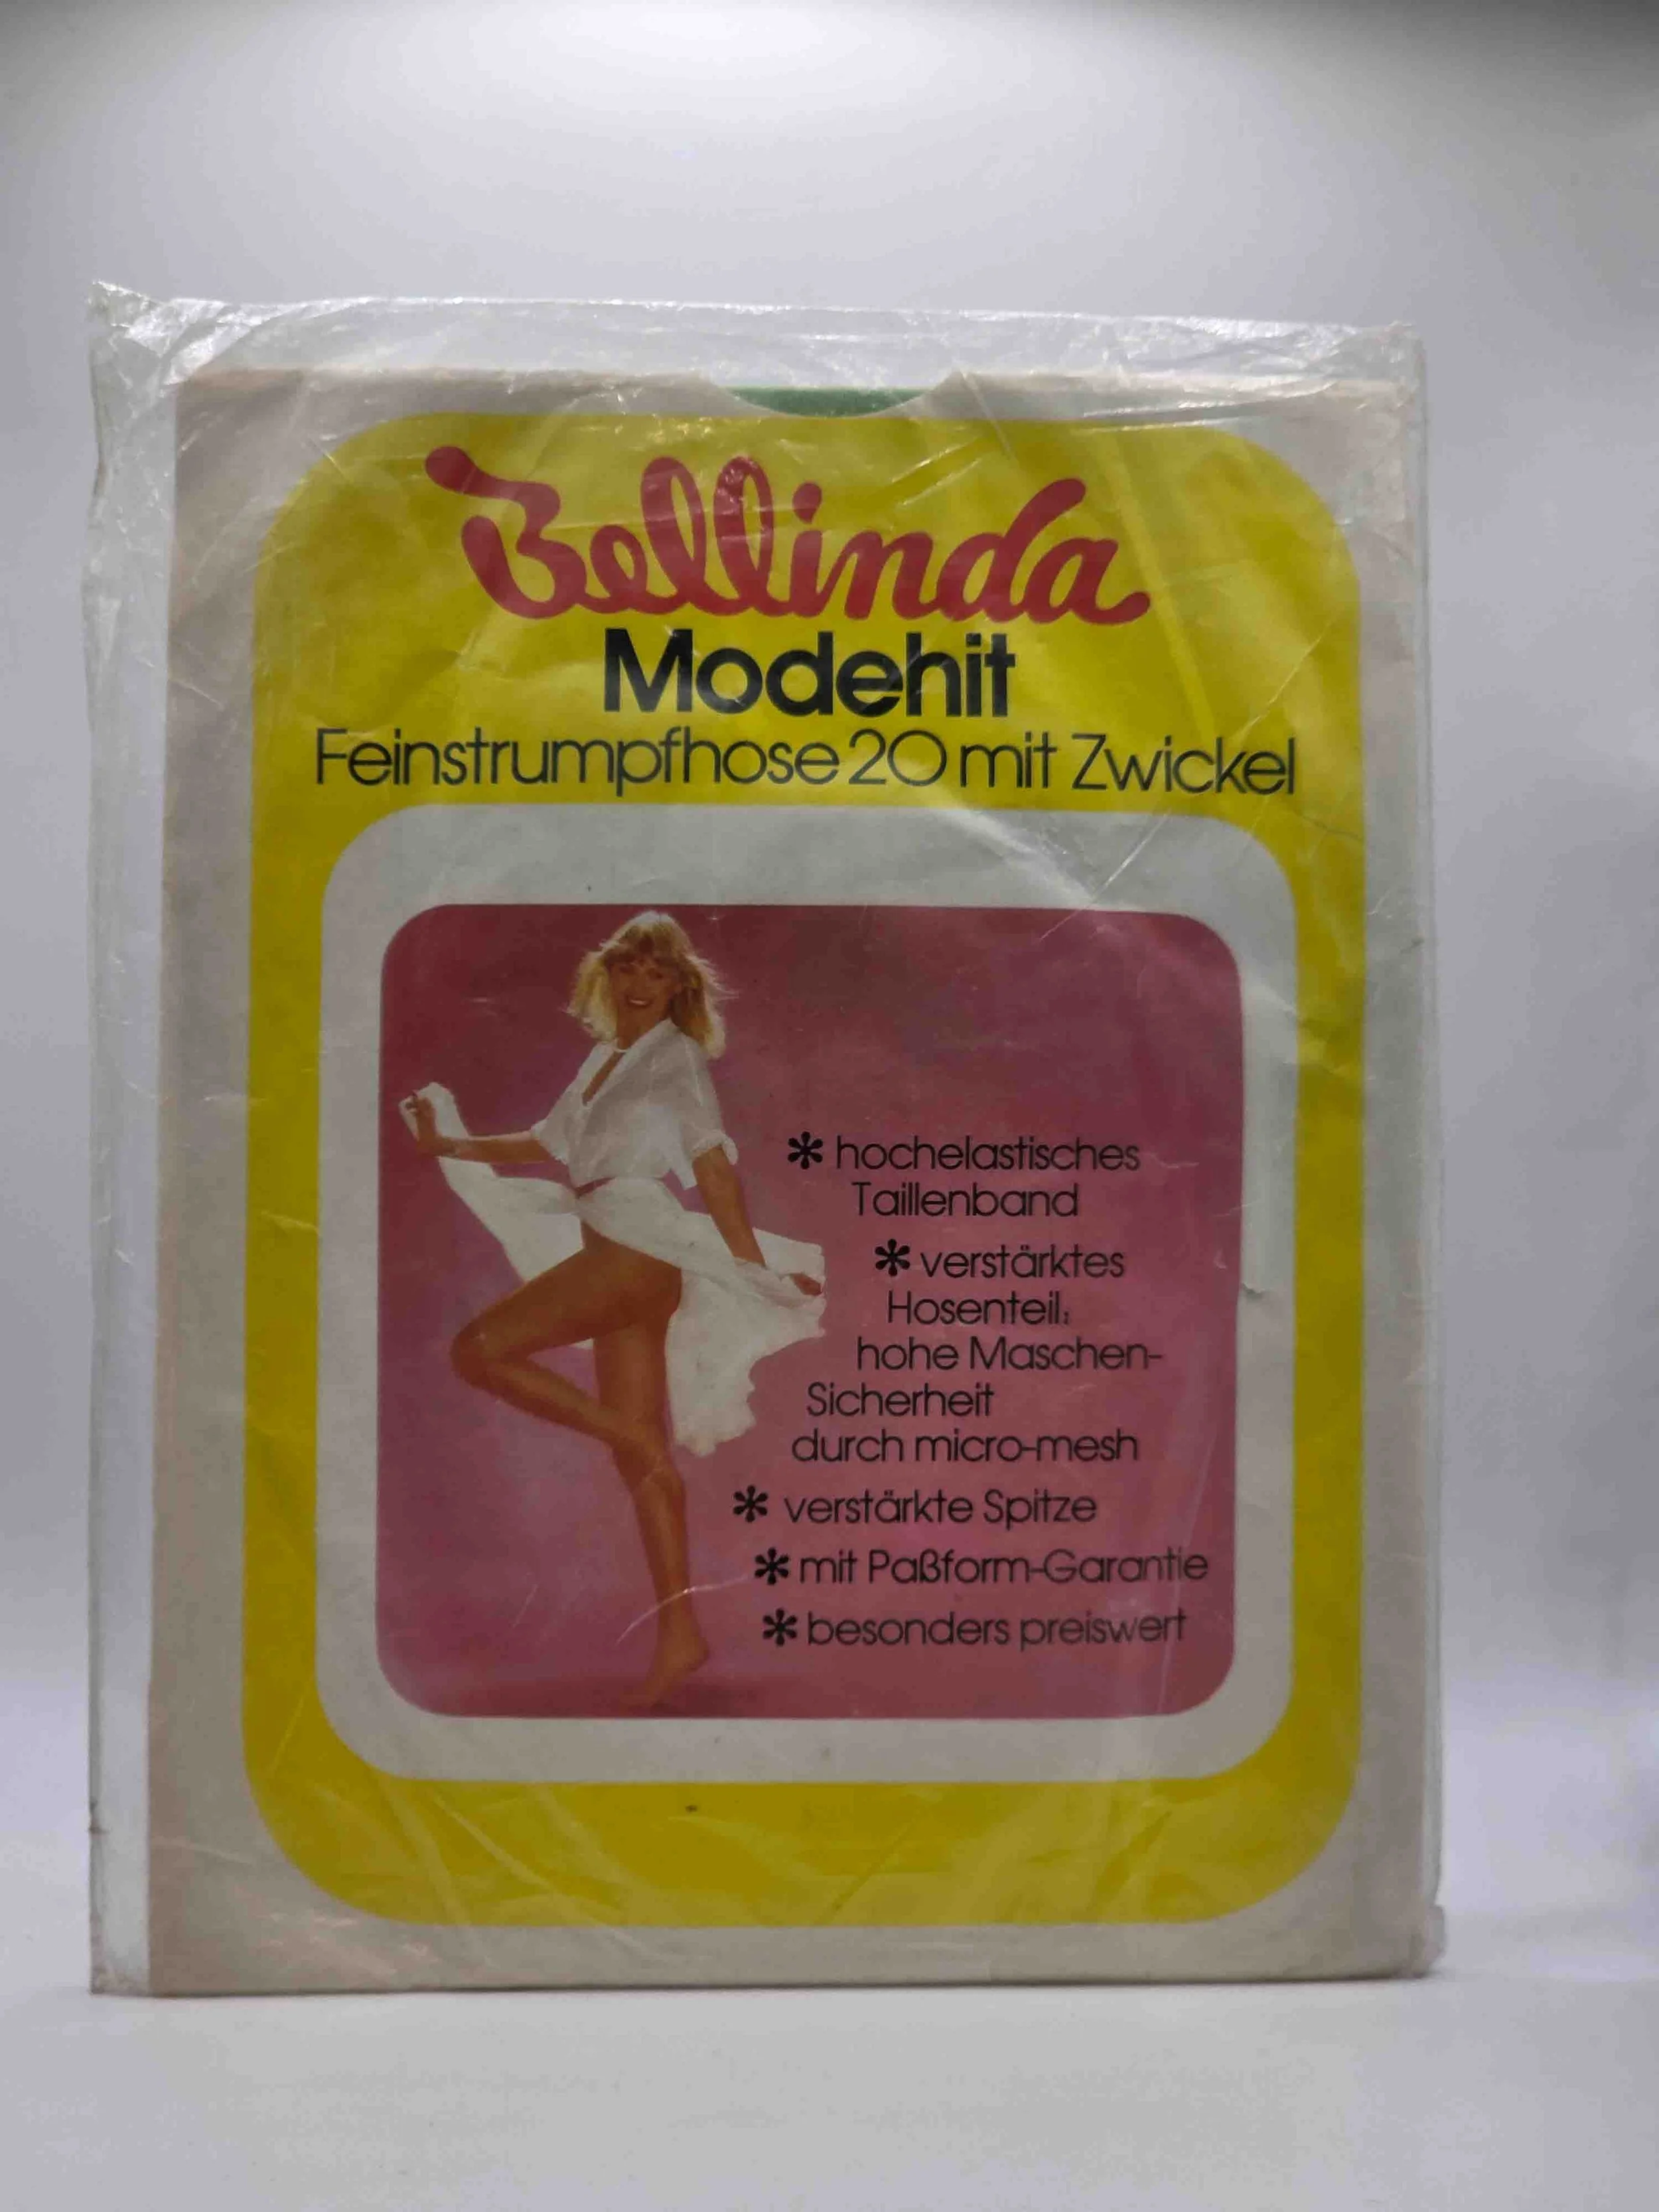 Bellinda
Modehit
Feinstrumpfhose 20 mit Zwickel
* hochelastisches
Taillenband
* verstärktes
Hosenteil,
hohe Maschen-
Sicherheit
durch micro-mesh
* verstärkte Spitze
* mit Paßform-Garantie
* besonders preiswert